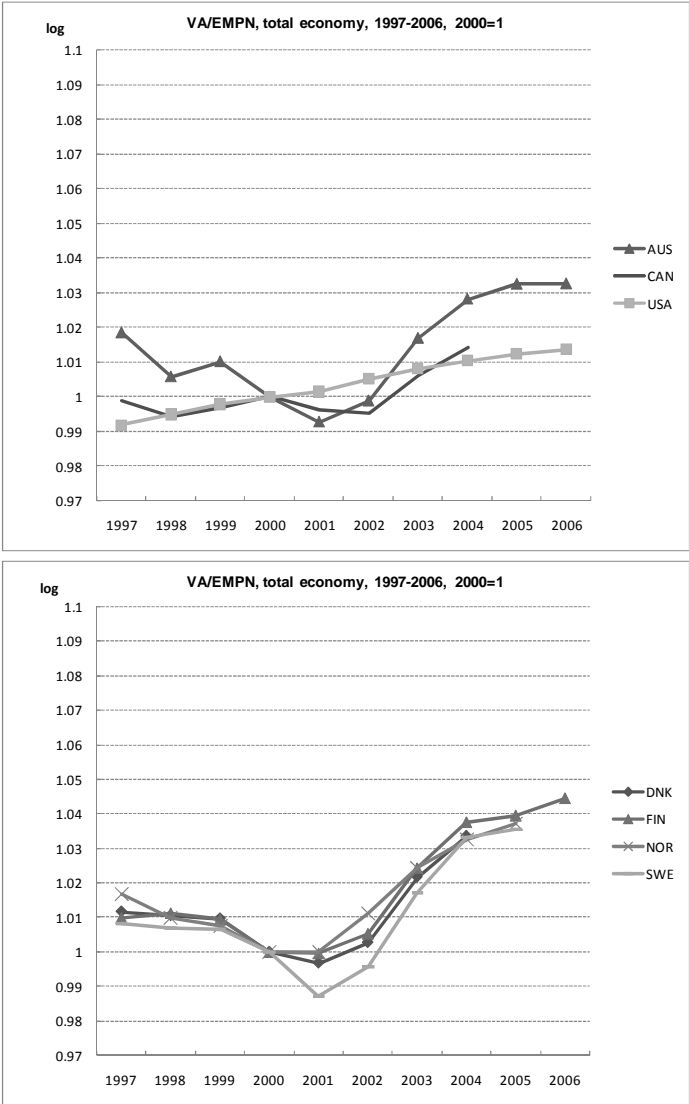 VA/EMPN, total economy, 1997-2006, 2000=1
log
1.1
1.09
1.08
1.07
1.06
1.05
1.04
1.03
1.02
1.01
1
0.99
0.98
0.97
1997 1998 1999 2000 2001 2002 2003 2004 2005 2006
AUS
CAN
USA
VA/EMPN, total economy, 1997-2006, 2000=1
log
1.1
1.09
1.08
1.07
1.06
1.05
1.04
1.03
1.02
1.01
1
0.99
0.98
0.97
1997 1998 1999 2000 2001 2002 2003 2004 2005 2006
DNK
FIN
NOR
SWE